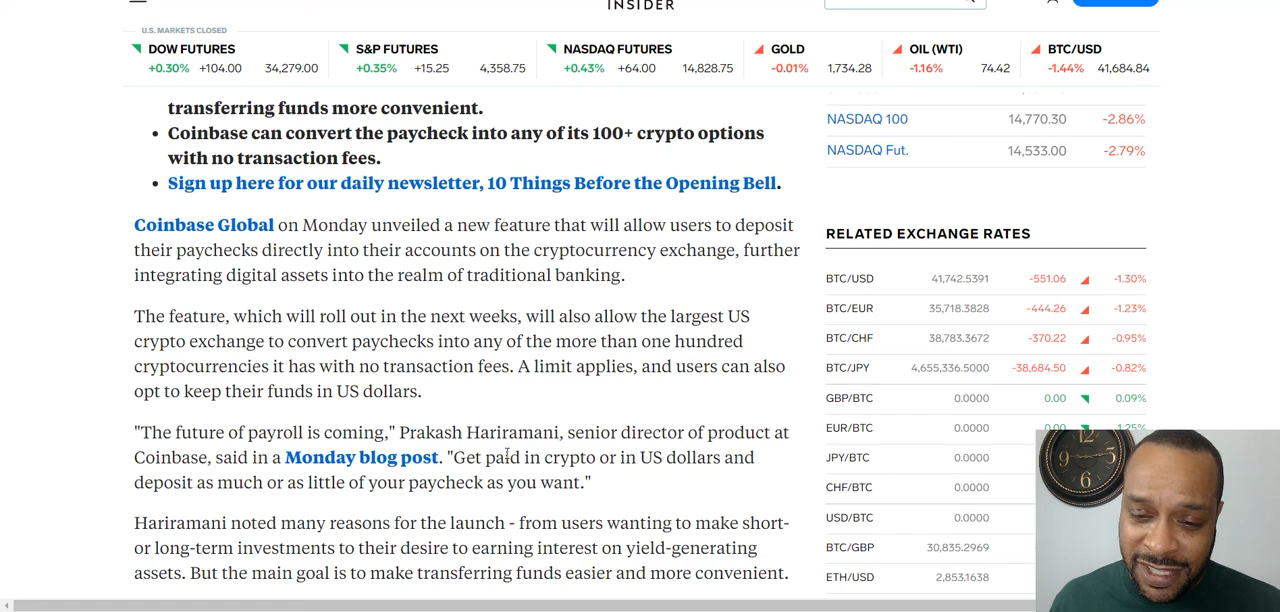 INSIDER
U.S. MARKETS CLOSED
DOW FUTURES
+0.30% +104.00 34,279.00
S&P FUTURES
+0.35% +15.25 4,358.75
NASDAQ FUTURES
+0.43% +64.00 14,828.75
GOLD
-0.01% 1,734.28
OIL (WTI)
-1.16% 74.42
BTC/USD
-1.44% 41,684.84
transferring funds more convenient.
• Coinbase can convert the paycheck into any of its 100+ crypto options
with no transaction fees.
• Sign up here for our daily newsletter, 10 Things Before the Opening Bell.
Coinbase Global on Monday unveiled a new feature that will allow users to deposit
their paychecks directly into their accounts on the cryptocurrency exchange, further
integrating digital assets into the realm of traditional banking.
The feature, which will roll out in the next weeks, will also allow the largest US
crypto exchange to convert paychecks into any of the more than one hundred
cryptocurrencies it has with no transaction fees. A limit applies, and users can also
opt to keep their funds in US dollars.
"The future of payroll is coming," Prakash Hariramani, senior director of product at
Coinbase, said in a Monday blog post. "Get paid in crypto or in US dollars and
deposit as much or as little of your paycheck as you want."
Hariramani noted many reasons for the launch - from users wanting to make short-
or long-term investments to their desire to earning interest on yield-generating
assets. But the main goal is to make transferring funds easier and more convenient.
NASDAQ 100 14,770.30 -2.86%
NASDAQ Fut. 14,533.00 -2.79%
RELATED EXCHANGE RATES
BTC/USD 41,742.5391 -551.06 -1.30%
BTC/EUR 35,718.3828 -444.26 -1.23%
BTC/CHF 38,783.3672 -370.22 -0.95%
BTC/JPY 4,655,336.5000 -38,684.50 -0.82%
GBP/BTC 0.0000 0.00 0.09%
EUR/BTC 0.0000 0.00 1.25%
JPY/BTC 0.0000
CHF/BTC 0.0000
USD/BTC 0.0000
BTC/GBP 30,835.2969
ETH/USD 2,853.1638
12
3
6